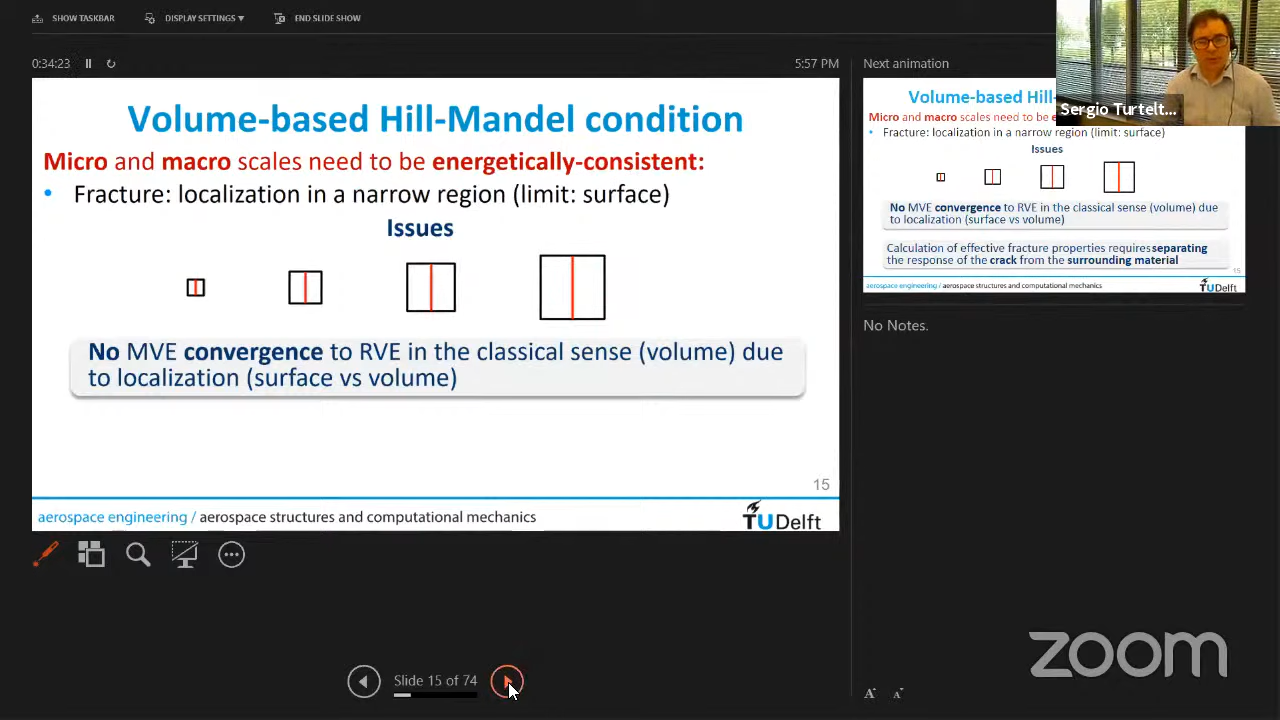 SHOW TASKBAR
DISPLAY SETTINGS
END SLIDE SHOW
0:34:23
5:57 PM
Volume-based Hill-Mandel condition
Micro and macro scales need to be energetically-consistent:
• Fracture: localization in a narrow region (limit: surface)
Issues
No MVE convergence to RVE in the classical sense (volume) due
to localization (surface vs volume)
15
aerospace engineering / aerospace structures and computational mechanics
TUDelft
Slide 15 of 74
Next animation
Sergio Turtelt...
Volume-based Hill-
Micro and macro scales need to be
• Fracture: localization in a narrow region (limit: surface)
Issues
No MVE convergence to RVE in the classical sense (volume) due
to localization (surface vs volume)
Calculation of effective fracture properties requires separating
the response of the crack from the surrounding material
15
aerospace engineering / aerospace structures and computational mechanics
TUDelft
No Notes.
zoom
A A